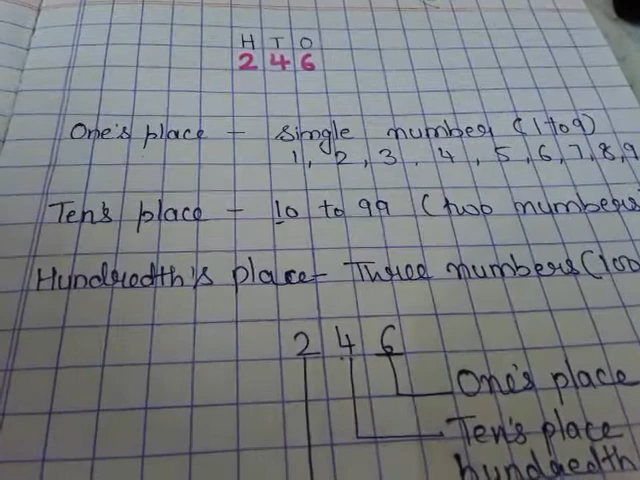 H T O
2 4 6
One's place - single number (1 to 9)
1, 2, 3, 4, 5, 6, 7, 8, 9
Ten's place - 10 to 99 (two numbers
Hundredth's place - Three numbers (100
2 4 6
One's place
Ten's place
hundredth